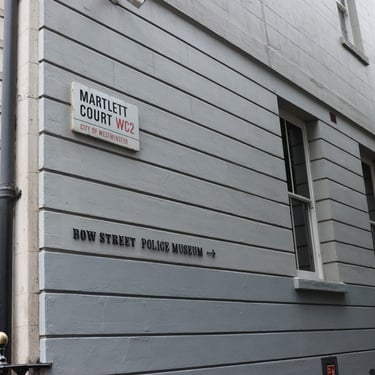 MARTLETT
COURT WC2
CITY OF WESTMINSTER
BOW STREET POLICE MUSEUM →